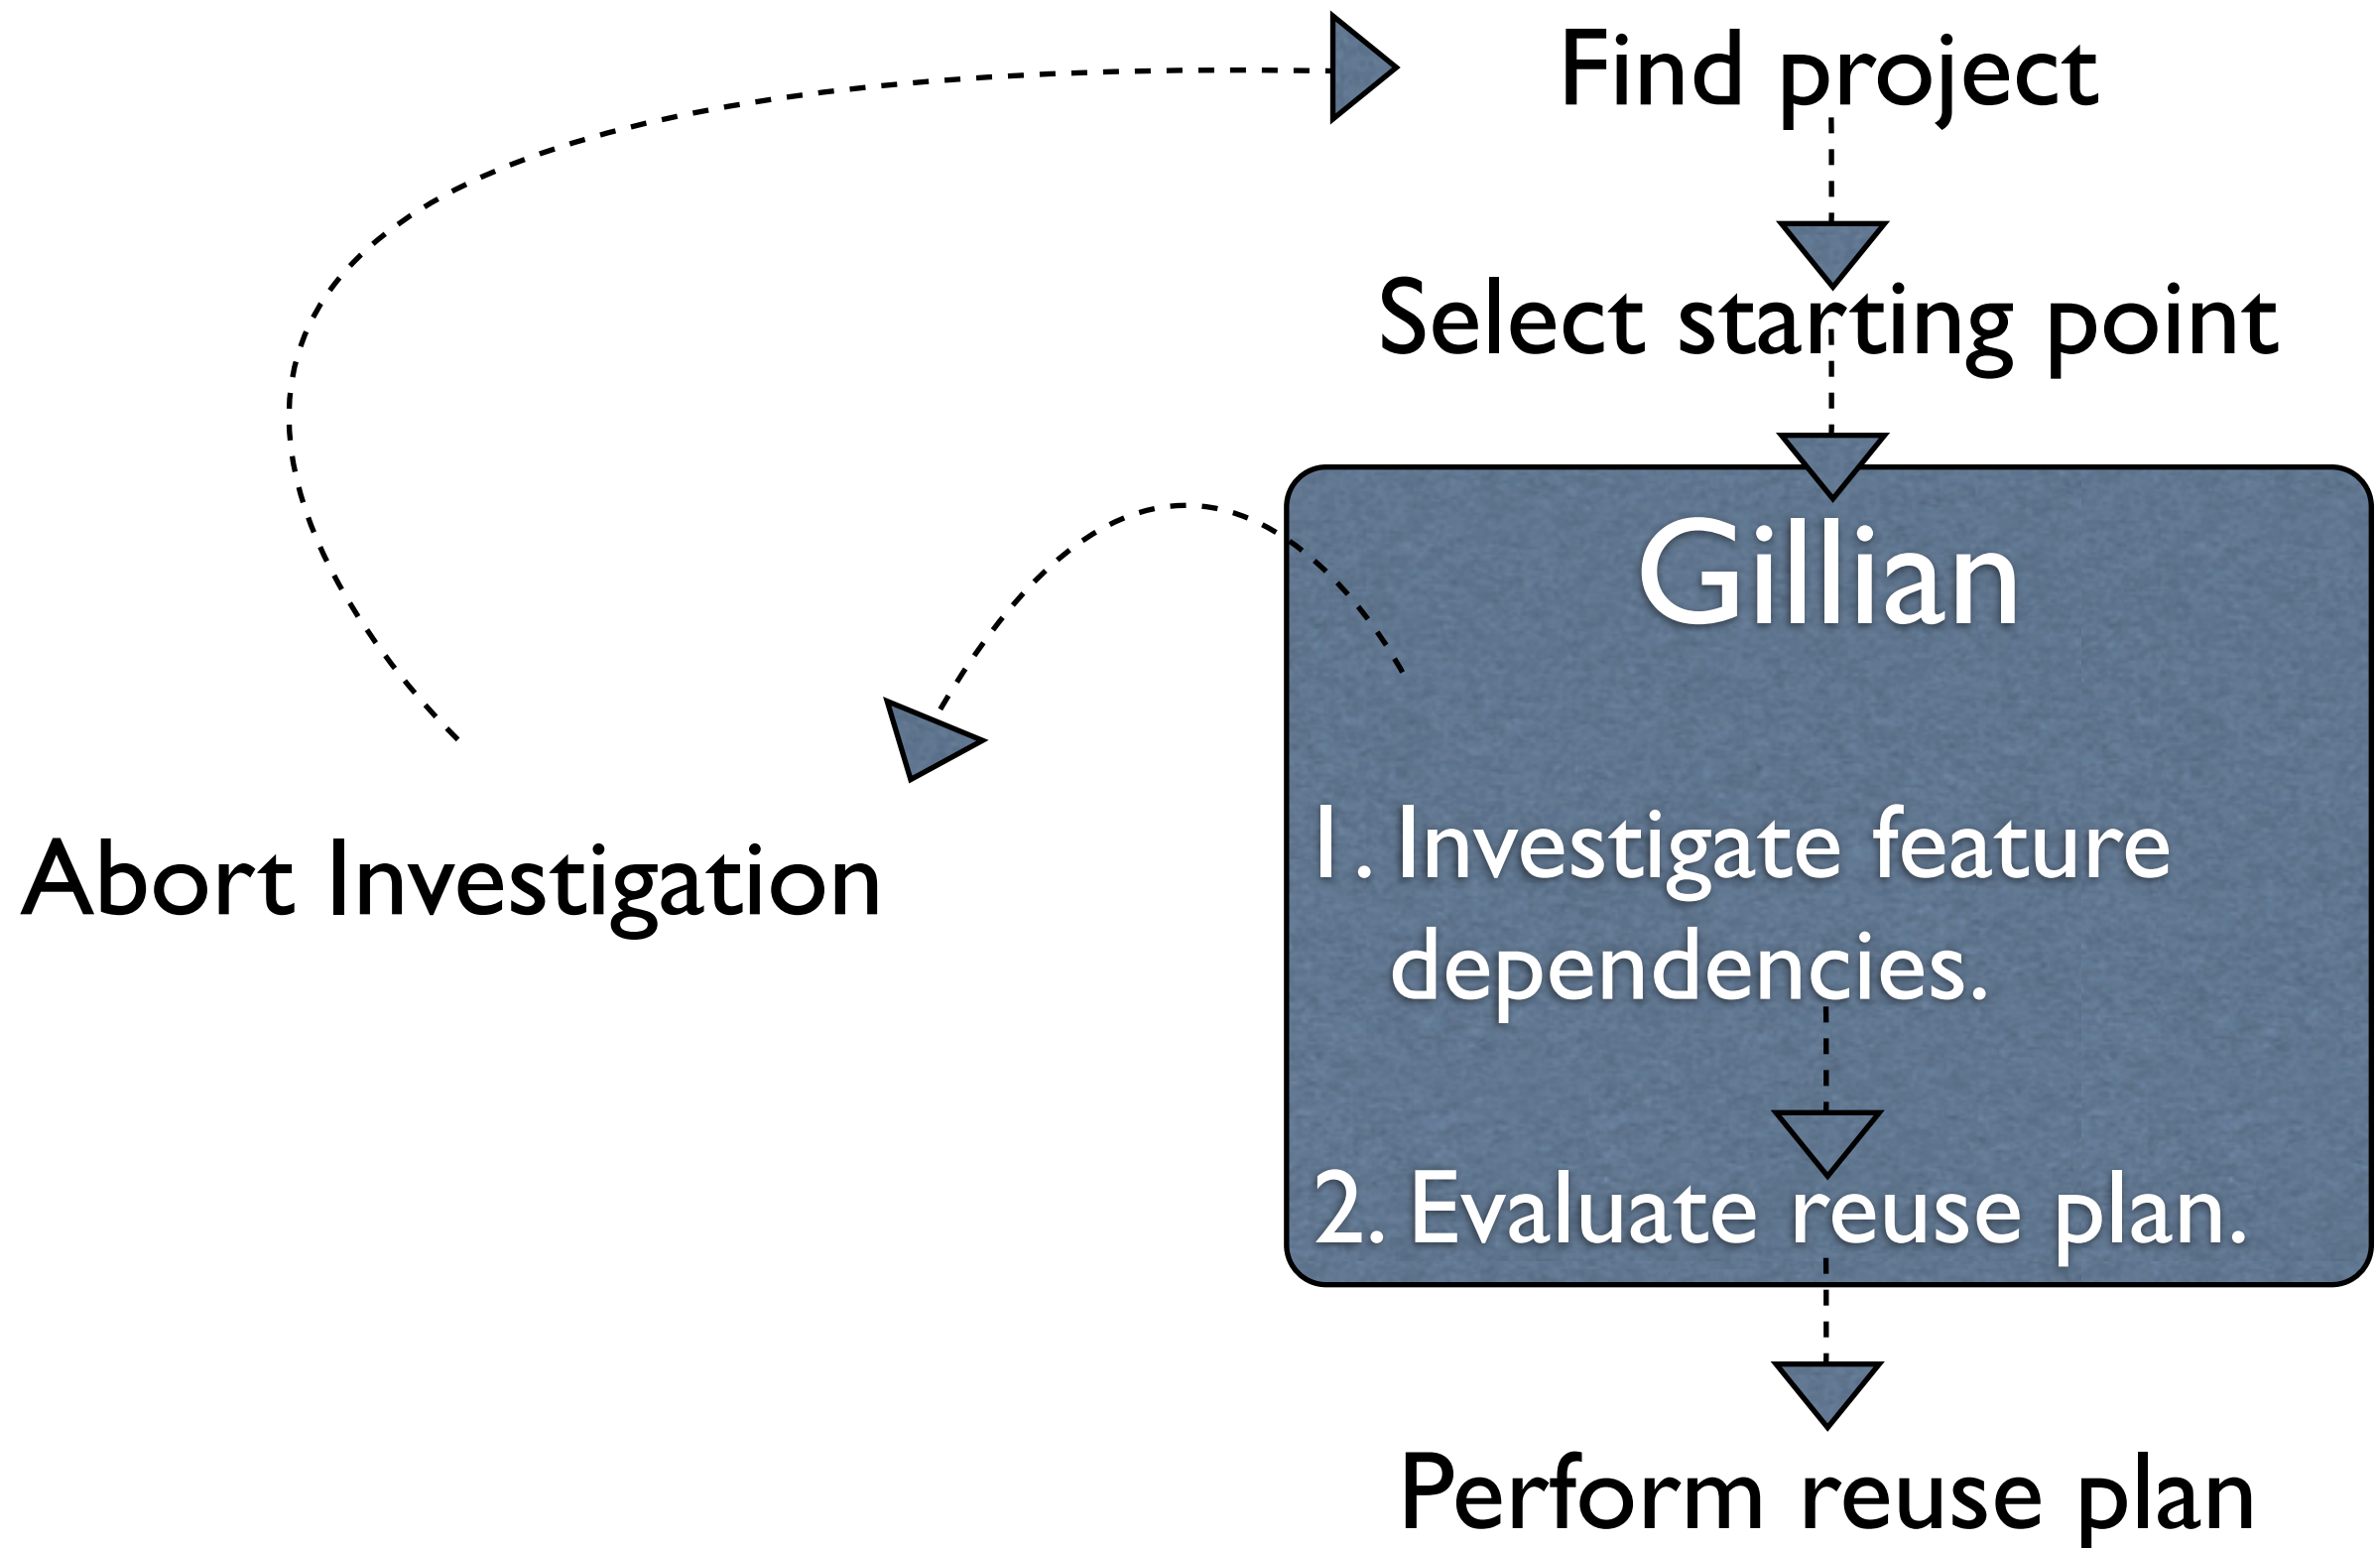 Find project
Select starting point
Gillian
Abort Investigation
1. Investigate feature
dependencies.
2. Evaluate reuse plan.
Perform reuse plan